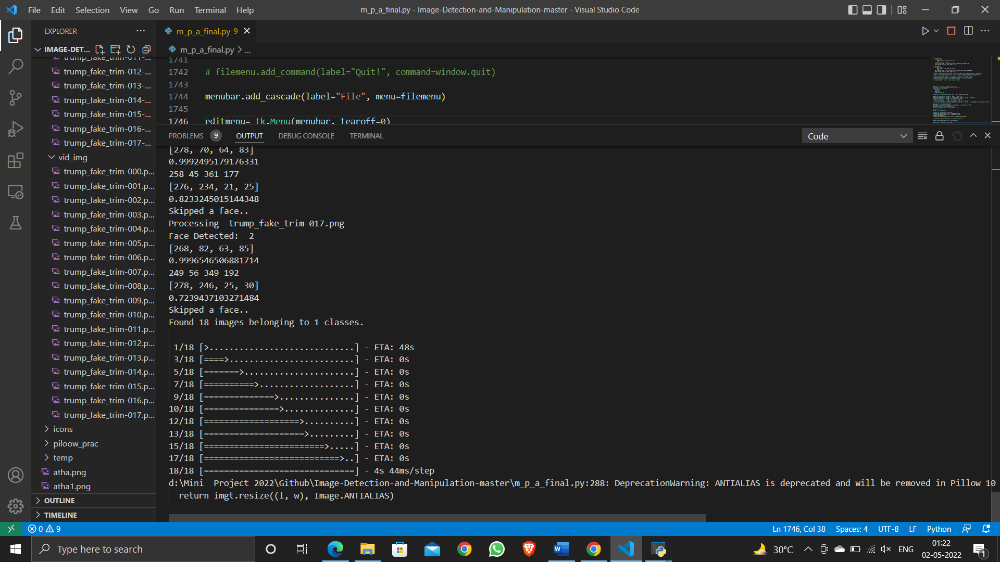 File Edit Selection View Go Run Terminal Help
m_p_a_final.py - Image-Detection-and-Manipulation-master - Visual Studio Code
EXPLORER
IMAGE-DET...
trump_fake_trim-011-...
trump_fake_trim-012-...
trump_fake_trim-013-...
trump_fake_trim-014-...
trump_fake_trim-015-...
trump_fake_trim-016-...
trump_fake_trim-017-...
vid_img
trump_fake_trim-000.p...
trump_fake_trim-001.p...
trump_fake_trim-002.p...
trump_fake_trim-003.p...
trump_fake_trim-004.p...
trump_fake_trim-005.p...
trump_fake_trim-006.p...
trump_fake_trim-007.p...
trump_fake_trim-008.p...
trump_fake_trim-009.p...
trump_fake_trim-010.p...
trump_fake_trim-011.p...
trump_fake_trim-012.p...
trump_fake_trim-013.p...
trump_fake_trim-014.p...
trump_fake_trim-015.p...
trump_fake_trim-016.p...
trump_fake_trim-017.p...
icons
piloow_prac
temp
atha.png
atha1.png
OUTLINE
TIMELINE
m_p_a_final.py 9
m_p_a_final.py > ...
1741
1742 # filemenu.add_command(label="Quit!", command=window.quit)
1743
1744 menubar.add_cascade(label="File", menu=filemenu)
1745
1746 editmenu= tk.Menu(menubar, tearoff=0)
PROBLEMS 9 OUTPUT DEBUG CONSOLE TERMINAL
Code
[278, 70, 64, 83]
0.9992495179176331
258 45 361 177
[276, 234, 21, 25]
0.8233245015144348
Skipped a face..
Processing  trump_fake_trim-017.png
Face Detected:  2
[268, 82, 63, 85]
0.9996546506881714
249 56 349 192
[278, 246, 25, 30]
0.7239437103271484
Skipped a face..
Found 18 images belonging to 1 classes.
1/18 [>.............................] - ETA: 48s
3/18 [====>.........................] - ETA: 0s
5/18 [=======>......................] - ETA: 0s
7/18 [==========>...................] - ETA: 0s
9/18 [==============>...............] - ETA: 0s
10/18 [===============>..............] - ETA: 0s
12/18 [===================>..........] - ETA: 0s
13/18 [====================>.........] - ETA: 0s
15/18 [========================>.....] - ETA: 0s
17/18 [===========================>..] - ETA: 0s
18/18 [==============================] - 4s 44ms/step
d:\Mini  Project 2022\Github\Image-Detection-and-Manipulation-master\m_p_a_final.py:288: DeprecationWarning: ANTIALIAS is deprecated and will be removed in Pillow 10
return imgt.resize((l, w), Image.ANTIALIAS)
0 9
Ln 1746, Col 38 Spaces: 4 UTF-8 LF Python
Type here to search
30°C ENG
01:22
02-05-2022
1